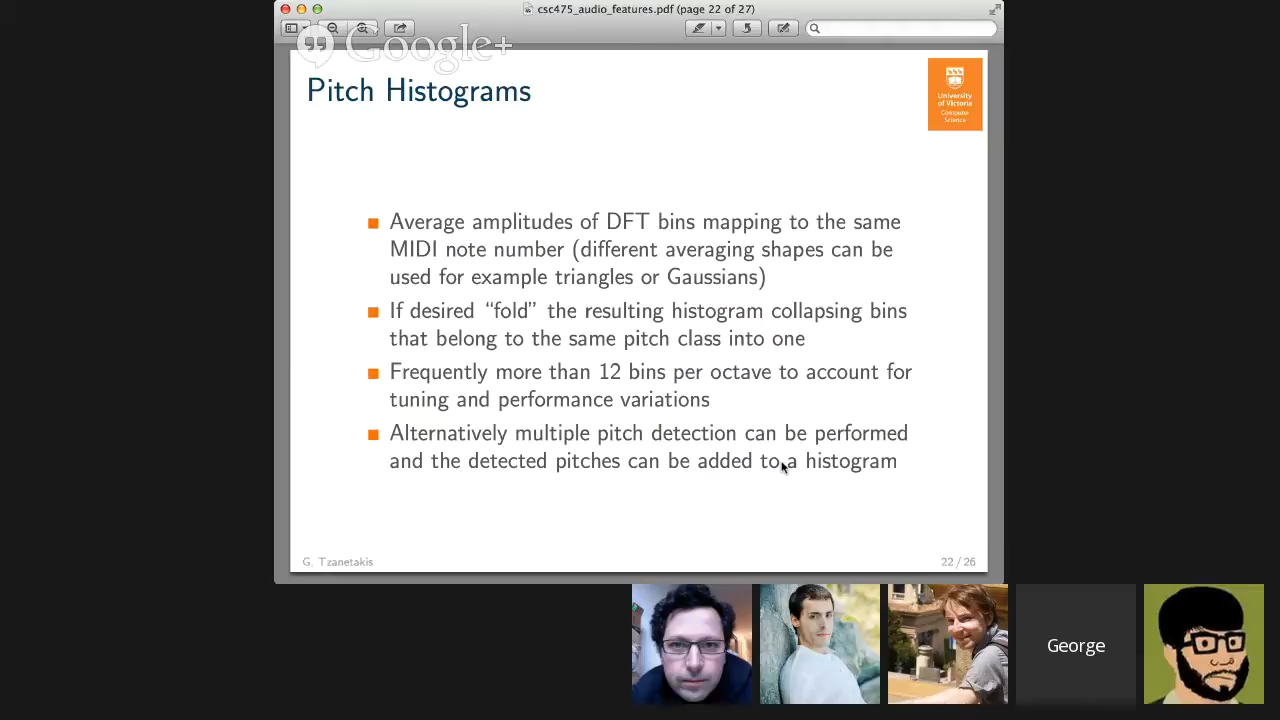 csc475_audio_features.pdf (page 22 of 27)
Google+
Pitch Histograms
University
of Victoria
Computer
Science
Average amplitudes of DFT bins mapping to the same
MIDI note number (different averaging shapes can be
used for example triangles or Gaussians)
If desired “fold” the resulting histogram collapsing bins
that belong to the same pitch class into one
Frequently more than 12 bins per octave to account for
tuning and performance variations
Alternatively multiple pitch detection can be performed
and the detected pitches can be added to a histogram
G. Tzanetakis
22 / 26
George